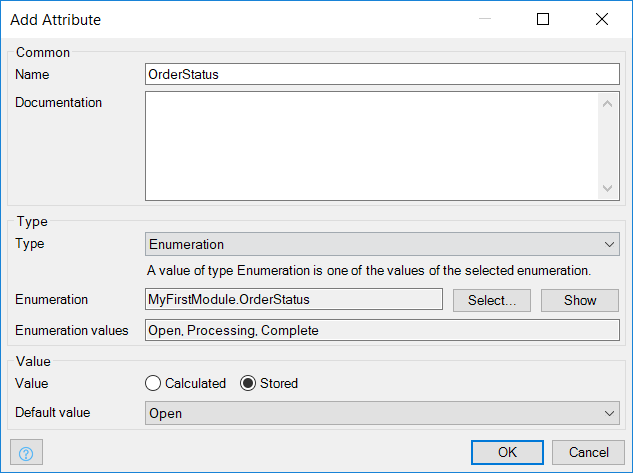 Add Attribute
Common
Name OrderStatus
Documentation
Type
Type Enumeration
A value of type Enumeration is one of the values of the selected enumeration.
Enumeration MyFirstModule.OrderStatus Select... Show
Enumeration values Open, Processing, Complete
Value
Value Calculated Stored
Default value Open
? OK Cancel